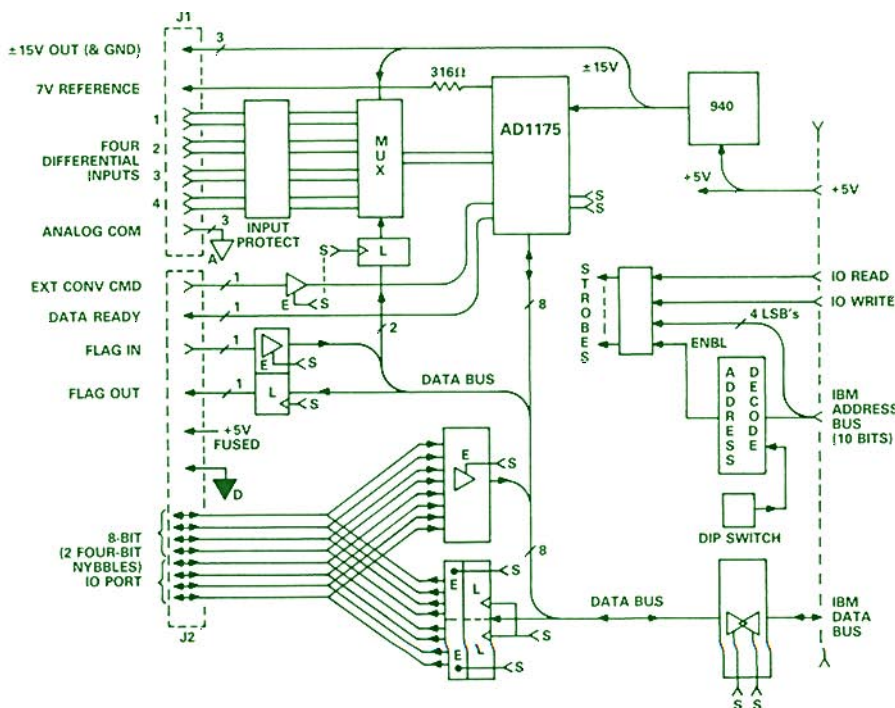 J1
±15V OUT (& GND)
3
7V REFERENCE
316Ω
±15V
AD1175
940
1
2
3
4
FOUR
DIFFERENTIAL
INPUTS
MUX
+5V
+5V
INPUT
PROTECT
ANALOG COM
3
A
S
S
S
L
EXT CONV CMD
1
E
S
DATA READY
1
2
8
STROBES
IO READ
IO WRITE
4 LSB's
ENBL
FLAG IN
1
E
S
FLAG OUT
1
L
S
DATA BUS
ADDRESS
DECODE
IBM
ADDRESS
BUS
(10 BITS)
+5V
FUSED
D
E
S
DIP SWITCH
8-BIT
(2 FOUR-BIT
NYBBLES)
IO PORT
8
E
S
L
S
L
E
S
DATA BUS
IBM
DATA
BUS
S
S
J2